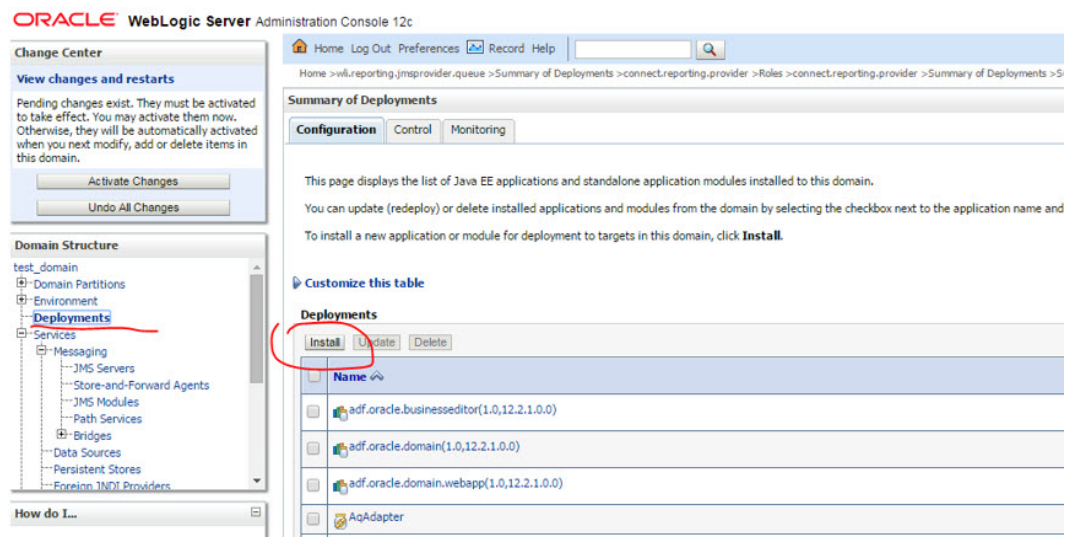 ORACLE WebLogic Server Administration Console 12c
Change Center
View changes and restarts
Pending changes exist. They must be activated
to take effect. You may activate them now.
Otherwise, they will be automatically activated
when you next modify, add or delete items in
this domain.
Activate Changes
Undo All Changes
Domain Structure
test_domain
Domain Partitions
Environment
Deployments
Services
Messaging
JMS Servers
Store-and-Forward Agents
JMS Modules
Path Services
Bridges
Data Sources
Persistent Stores
Foreign JNDI Providers
How do I...
Home Log Out Preferences Record Help
Home >wli.reporting.jmsprovider.queue >Summary of Deployments >connect.reporting.provider >Roles >connect.reporting.provider >Summary of Deployments >S
Summary of Deployments
Configuration Control Monitoring
This page displays the list of Java EE applications and standalone application modules installed to this domain.
You can update (redeploy) or delete installed applications and modules from the domain by selecting the checkbox next to the application name and
To install a new application or module for deployment to targets in this domain, click Install.
Customize this table
Deployments
Install Update Delete
Name
adf.oracle.businesseditor(1.0,12.2.1.0.0)
adf.oracle.domain(1.0,12.2.1.0.0)
adf.oracle.domain.webapp(1.0,12.2.1.0.0)
AqAdapter